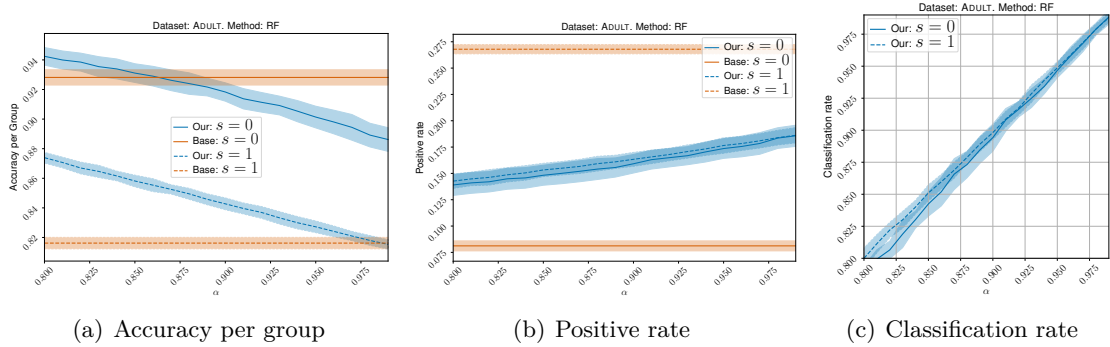 Dataset: ADULT. Method: RF
Accuracy per Group
0.94
0.92
0.90
0.88
0.86
0.84
0.82
Our: s = 0
Base: s = 0
Our: s = 1
Base: s = 1
0.800
0.825
0.850
0.875
0.900
0.925
0.950
0.975
α
(a) Accuracy per group
Dataset: ADULT. Method: RF
Positive rate
0.275
0.250
0.225
0.200
0.175
0.150
0.125
0.100
0.075
Our: s = 0
Base: s = 0
Our: s = 1
Base: s = 1
0.800
0.825
0.850
0.875
0.900
0.925
0.950
0.975
α
(b) Positive rate
Dataset: ADULT. Method: RF
Classification rate
0.975
0.950
0.925
0.900
0.875
0.850
0.825
0.800
Our: s = 0
Our: s = 1
0.800
0.825
0.850
0.875
0.900
0.925
0.950
0.975
α
(c) Classification rate